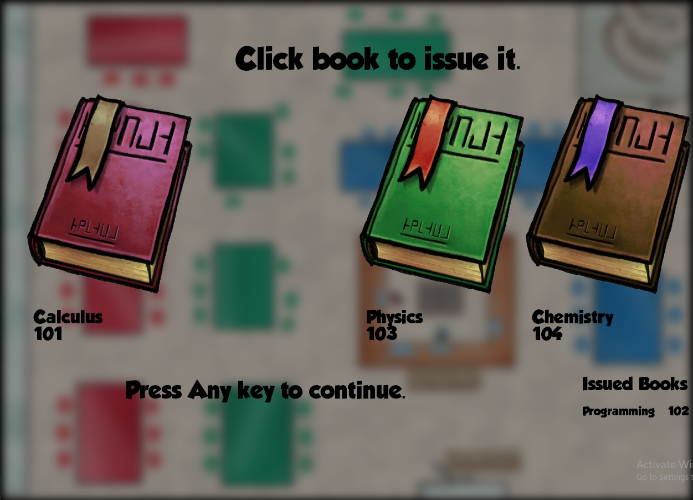 Click book to issue it.
Calculus
101
Physics
103
Chemistry
104
Press Any key to continue.
Issued Books
Programming 102
Activate Wi
Go to Settings